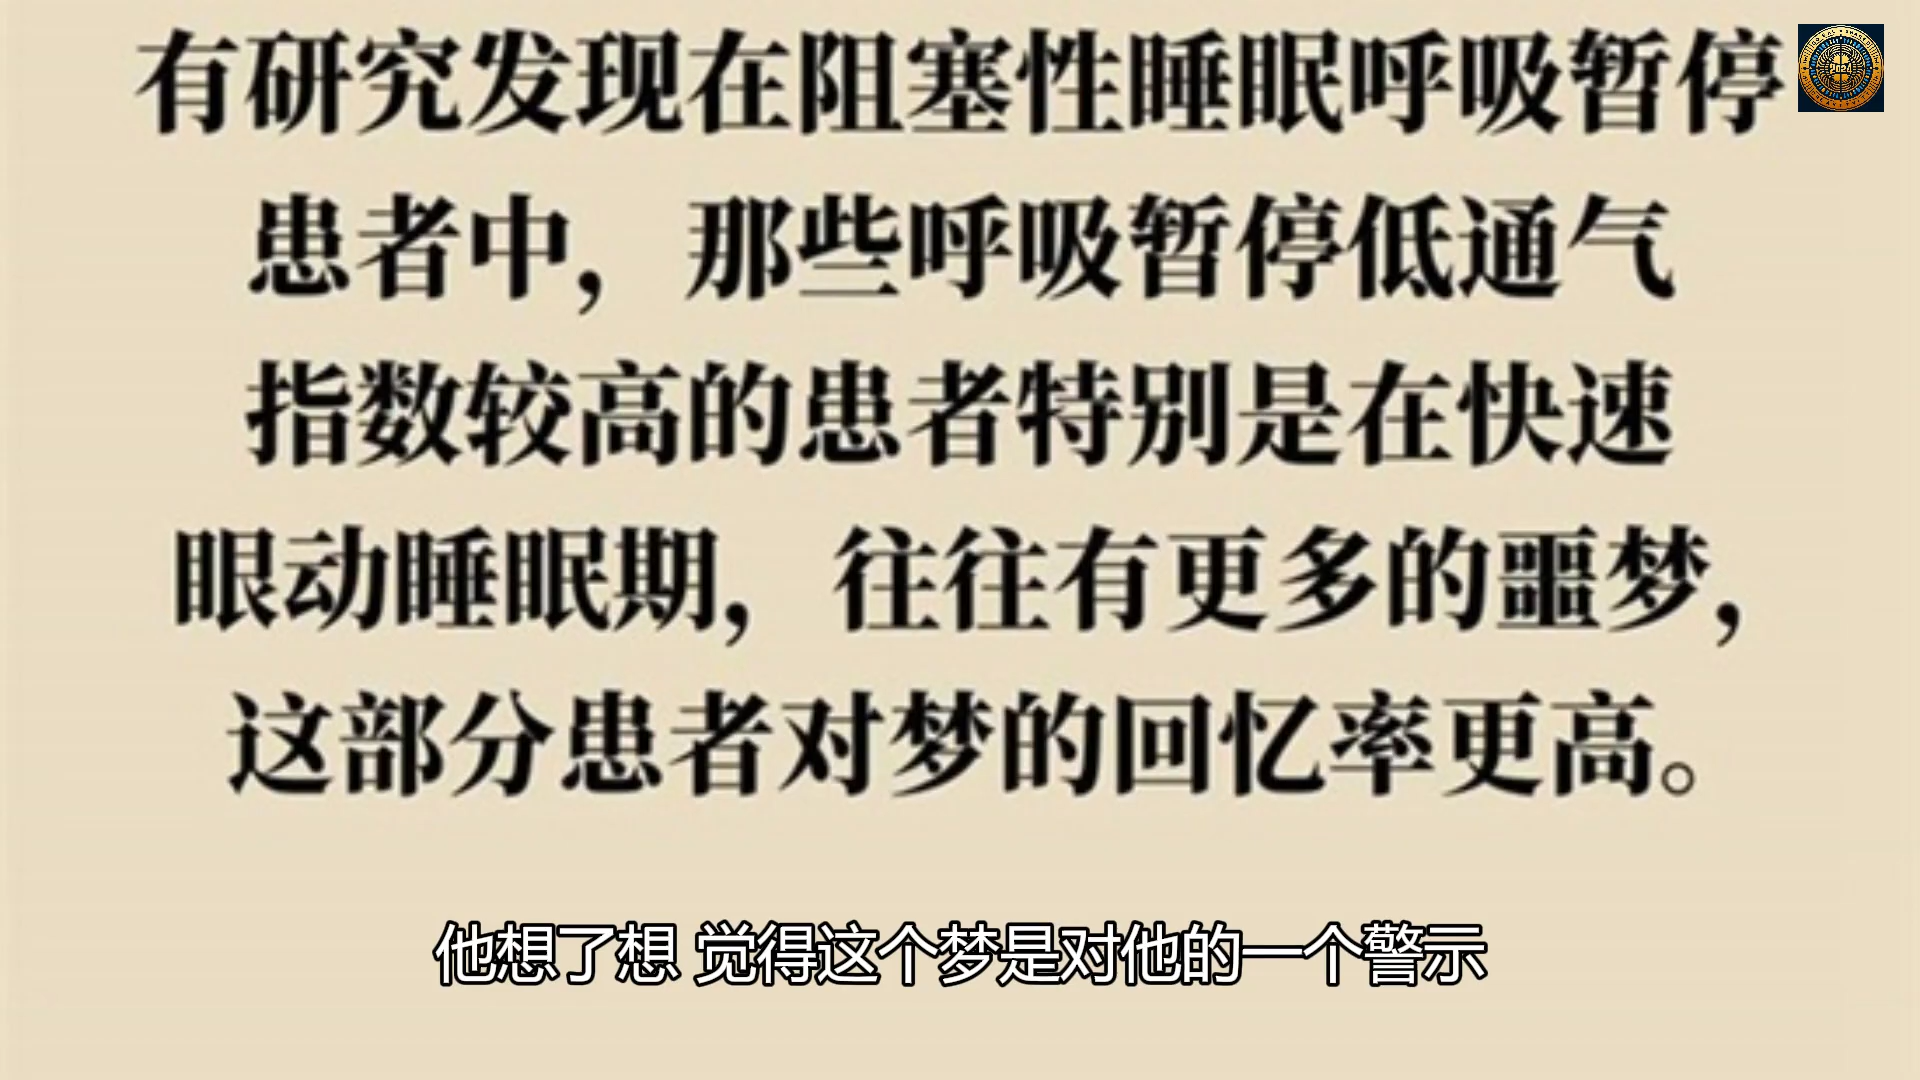 有研究发现在阻塞性睡眠呼吸暂停
患者中，那些呼吸暂停低通气
指数较高的患者特别是在快速
眼动睡眠期，往往有更多的噩梦，
这部分患者对梦的回忆率更高。
他想了想 觉得这个梦是对他的一个警示
2024